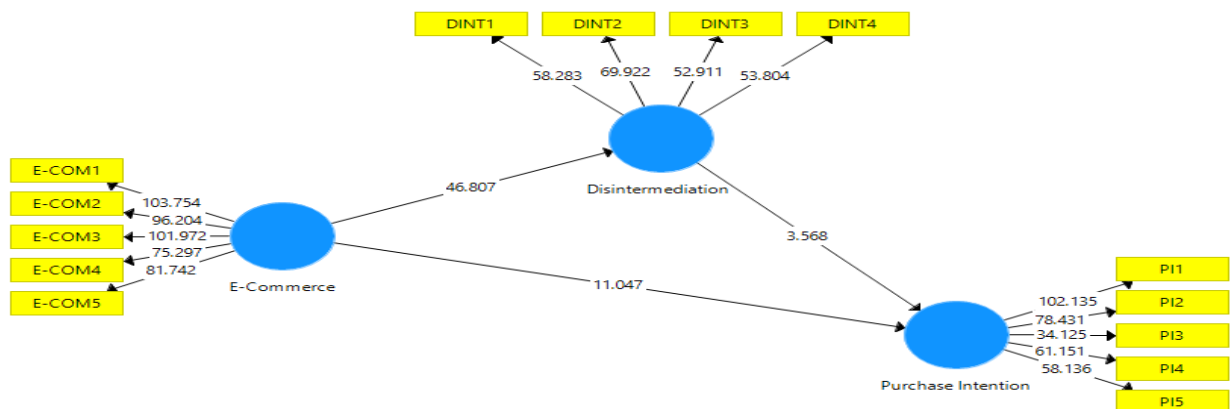 DINT1
DINT2
DINT3
DINT4
58.283
69.922
52.911
53.804
Disintermediation
E-COM1
E-COM2
E-COM3
E-COM4
E-COM5
103.754
96.204
101.972
75.297
81.742
E-Commerce
46.807
3.568
11.047
PI1
PI2
PI3
PI4
PI5
102.135
78.431
34.125
61.151
58.136
Purchase Intention